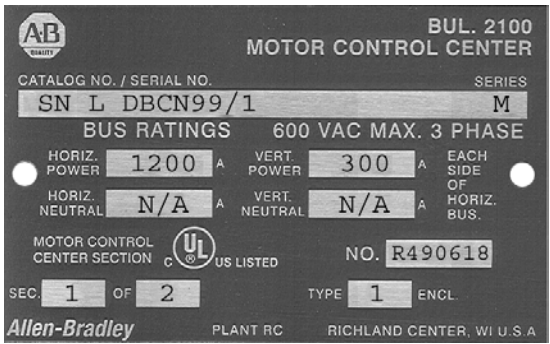 A-B
QUALITY
BUL. 2100
MOTOR CONTROL CENTER
CATALOG NO. / SERIAL NO. SERIES
SN L DBCN99/1 M
BUS RATINGS 600 VAC MAX. 3 PHASE
HORIZ. POWER 1200 A VERT. POWER 300 A EACH SIDE OF HORIZ. BUS.
HORIZ. NEUTRAL N/A A VERT. NEUTRAL N/A A
MOTOR CONTROL CENTER SECTION C UL ® US LISTED NO. R490618
SEC. 1 OF 2 TYPE 1 ENCL.
Allen-Bradley PLANT RC RICHLAND CENTER, WI U.S.A